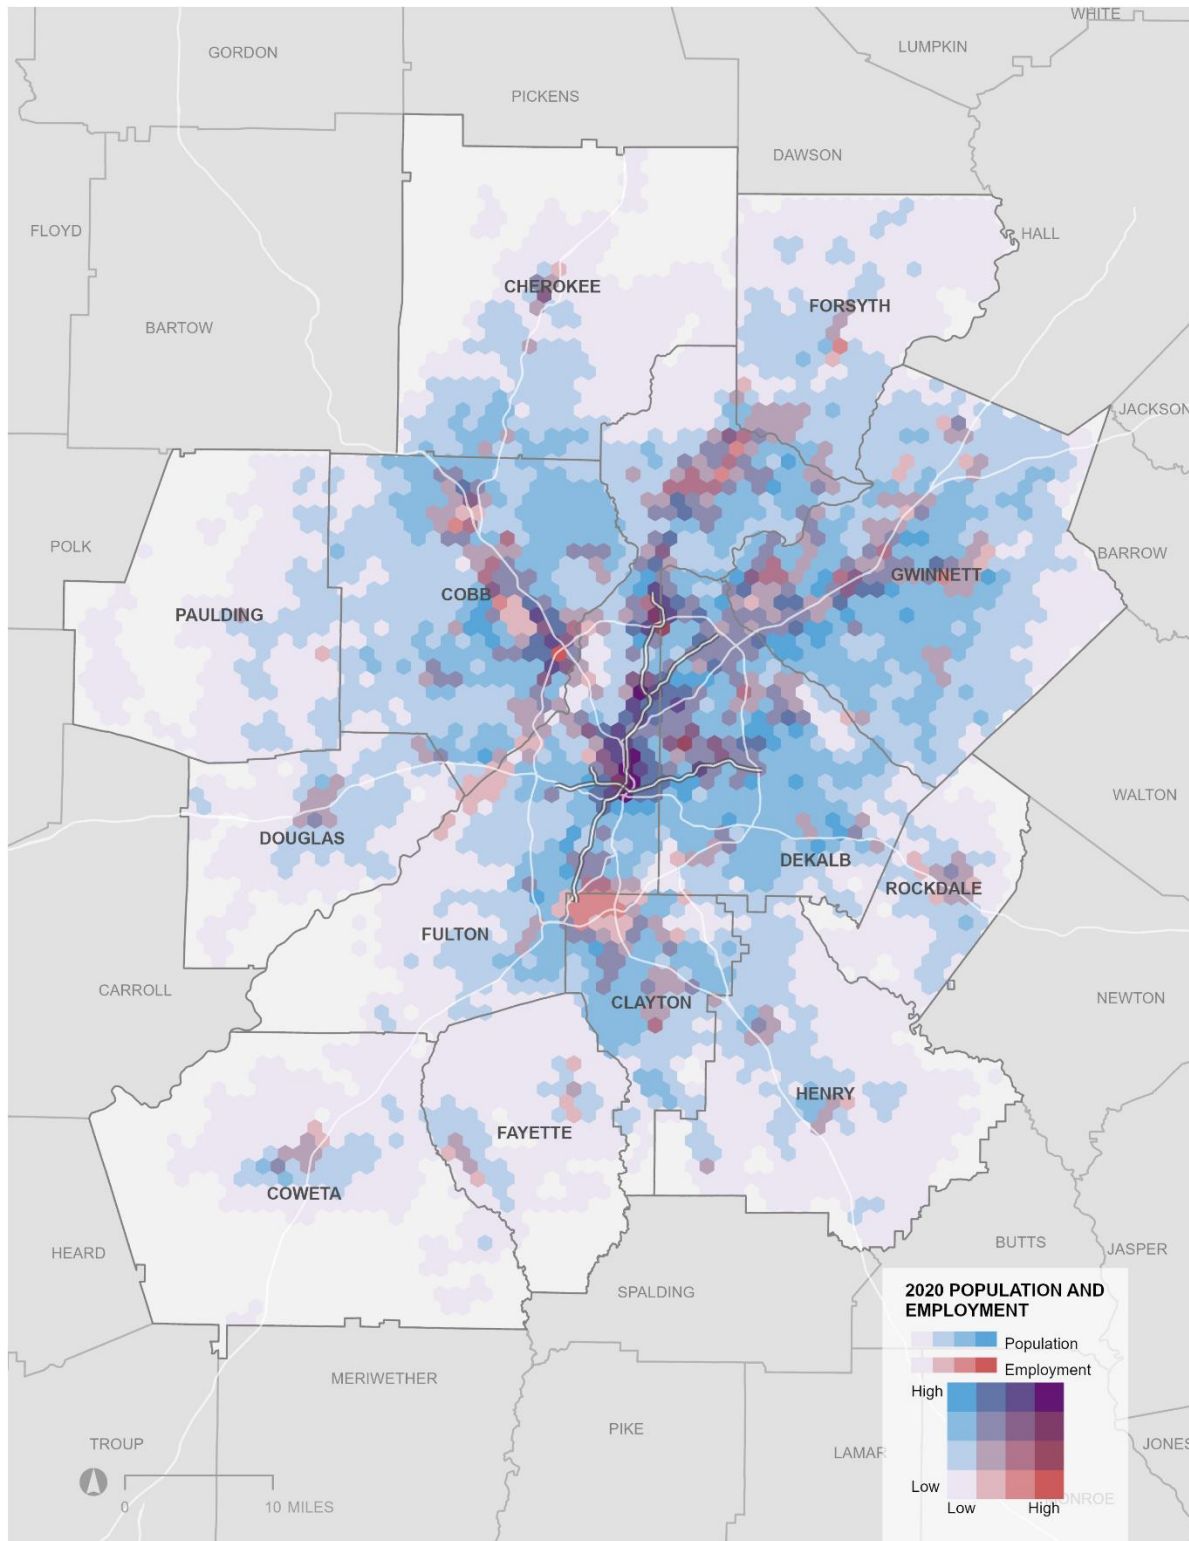 WHITE
GORDON
LUMPKIN
PICKENS
DAWSON
FLOYD
HALL
CHEROKEE
FORSYTH
BARTOW
JACKSON
POLK
BARROW
GWINNETT
COBB
PAULDING
WALTON
DOUGLAS
DEKALB
ROCKDALE
FULTON
CARROLL
NEWTON
CLAYTON
HENRY
FAYETTE
COWETA
HEARD
BUTTS
JASPER
SPALDING
2020 POPULATION AND
EMPLOYMENT
Population
Employment
High
Low
Low
High
MERIWETHER
PIKE
LAMAR
TROUP
JONES
MONROE
0
10 MILES